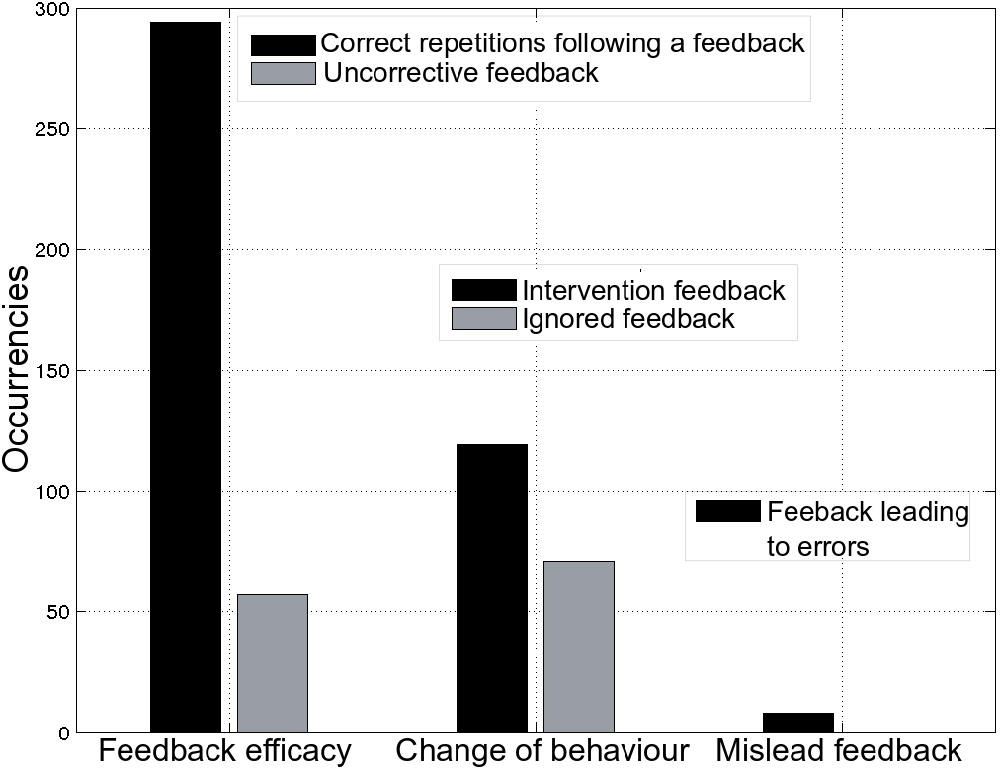 300
Correct repetitions following a feedback
Uncorrective feedback
250
200
Intervention feedback
Ignored feedback
Occurrencies
150
100
Feeback leading
to errors
50
0
Feedback efficacy
Change of behaviour
Mislead feedback